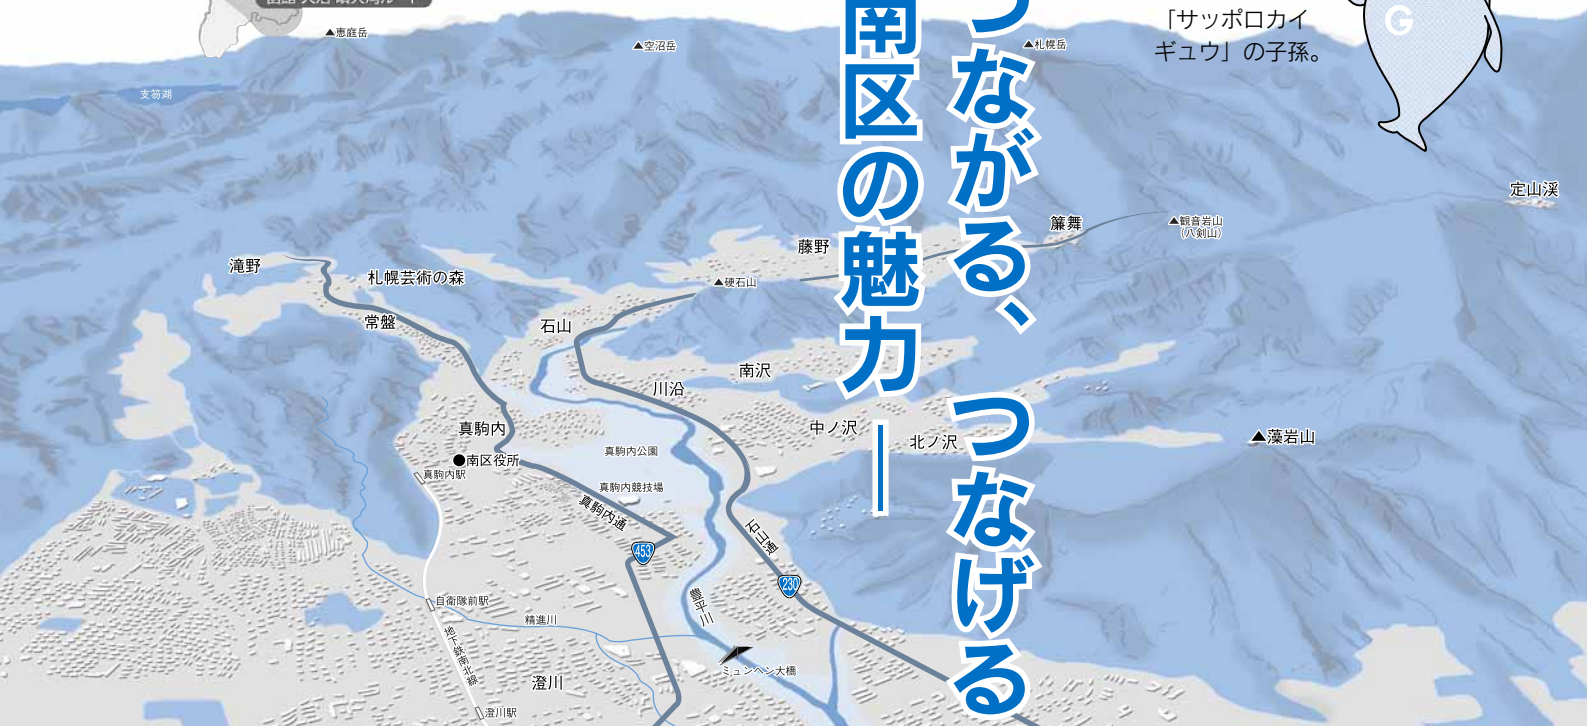 つながる、つなげる
南区の魅力──
「サッポロカイ
ギュウ」の子孫。
G
▲恵庭岳
▲空沼岳
▲札幌岳
支笏湖
定山渓
▲観音岩山
(八剣山)
簾舞
藤野
▲硬石山
滝野
札幌芸術の森
常盤
石山
南沢
川沿
中ノ沢
北ノ沢
▲藻岩山
真駒内
●南区役所
真駒内駅
真駒内公園
真駒内競技場
真駒内通
453
石山通
230
豊平川
自衛隊前駅
精進川
地下鉄南北線
ミュンヘン大橋
澄川
澄川駅